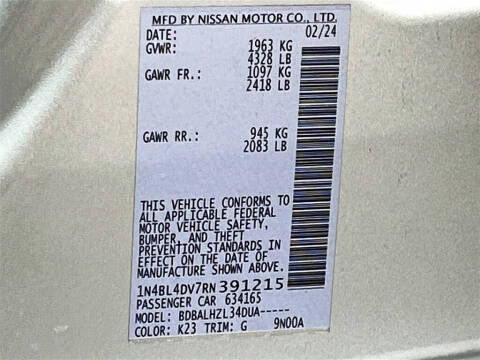 MFD BY NISSAN MOTOR CO., LTD.
DATE: 02/24
GVWR: 1963 KG
4328 LB
GAWR FR.: 1097 KG
2418 LB
GAWR RR.: 945 KG
2083 LB
THIS VEHICLE CONFORMS TO
ALL APPLICABLE FEDERAL
MOTOR VEHICLE SAFETY,
BUMPER, AND THEFT
PREVENTION STANDARDS IN
EFFECT ON THE DATE OF
MANUFACTURE SHOWN ABOVE.
1N4BL4DV7RN391215
PASSENGER CAR 634165
MODEL: BDBALHZL34DUA-----
COLOR: K23 TRIM: G 9N00A